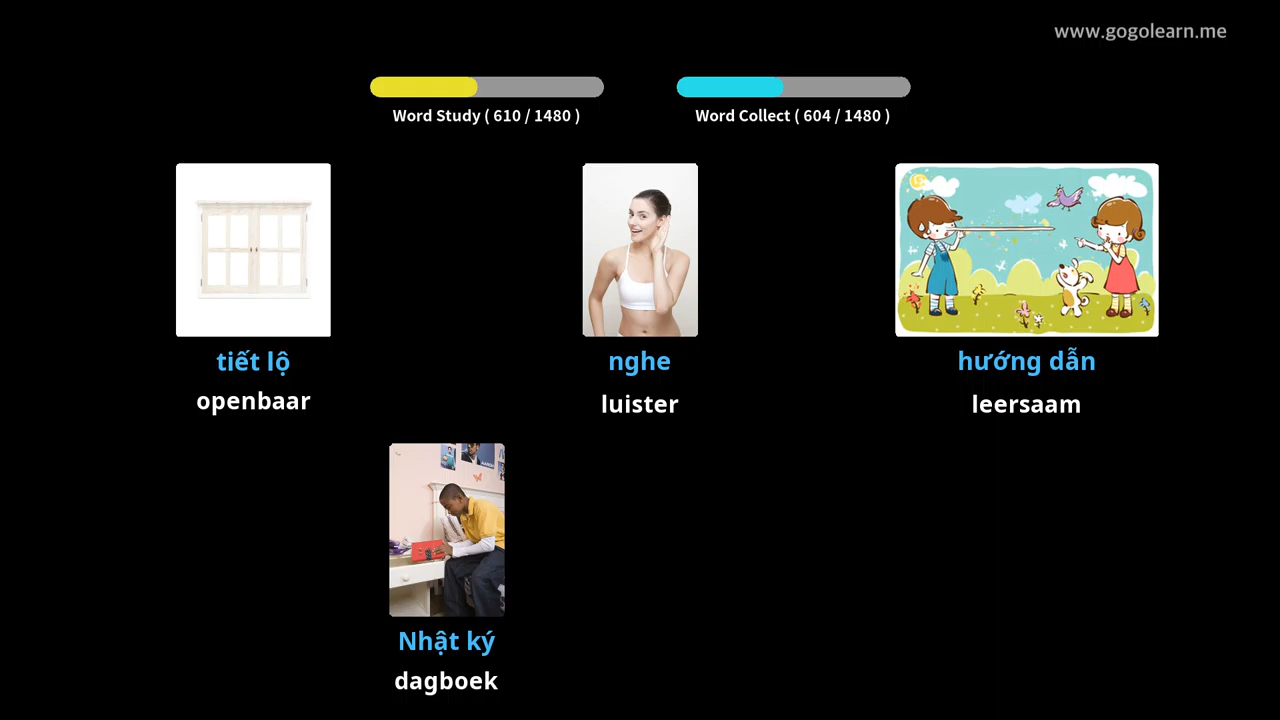 www.gogolearn.me
Word Study ( 610 / 1480 )
Word Collect ( 604 / 1480 )
tiết lộ
openbaar
nghe
luister
hướng dẫn
leersaam
Nhật ký
dagboek